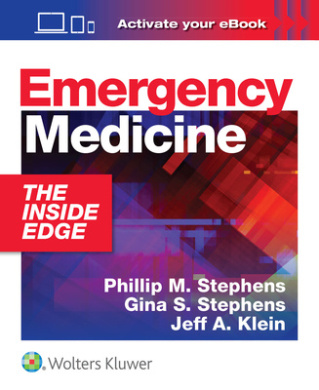 Activate your eBook
Emergency
Medicine
THE
INSIDE
EDGE
Phillip M. Stephens
Gina S. Stephens
Jeff A. Klein
Wolters Kluwer